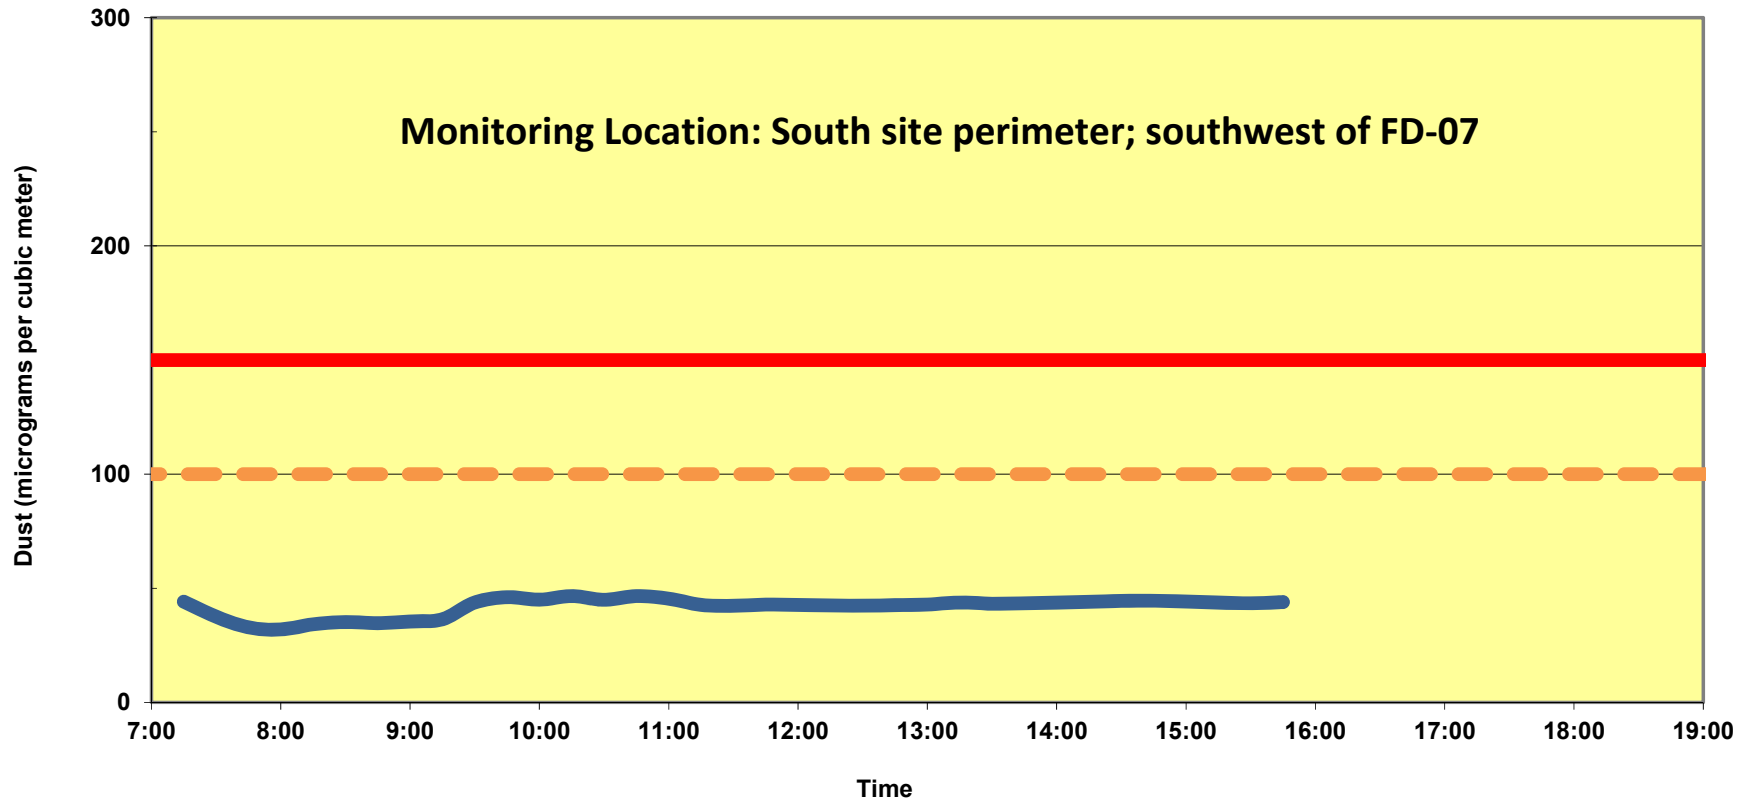 Monitoring Location: South site perimeter; southwest of FD-07
Dust (micrograms per cubic meter)
300
200
100
0
7:00 8:00 9:00 10:00 11:00 12:00 13:00 14:00 15:00 16:00 17:00 18:00 19:00
Time